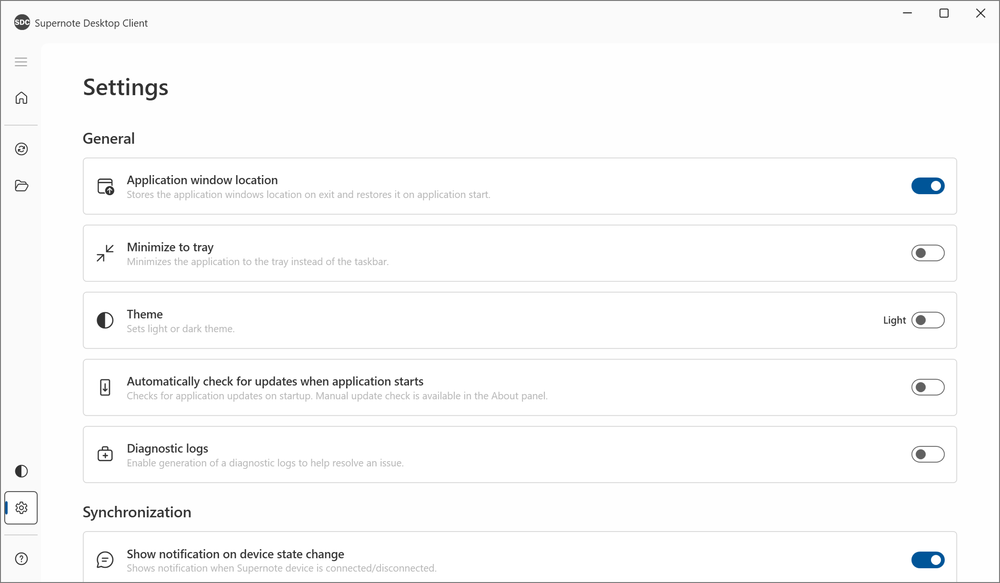 SDC Supernote Desktop Client
Settings
General
Application window location
Stores the application windows location on exit and restores it on application start.
Minimize to tray
Minimizes the application to the tray instead of the taskbar.
Theme
Sets light or dark theme.
Light
Automatically check for updates when application starts
Checks for application updates on startup. Manual update check is available in the About panel.
Diagnostic logs
Enable generation of a diagnostic logs to help resolve an issue.
Synchronization
Show notification on device state change
Shows notification when Supernote device is connected/disconnected.